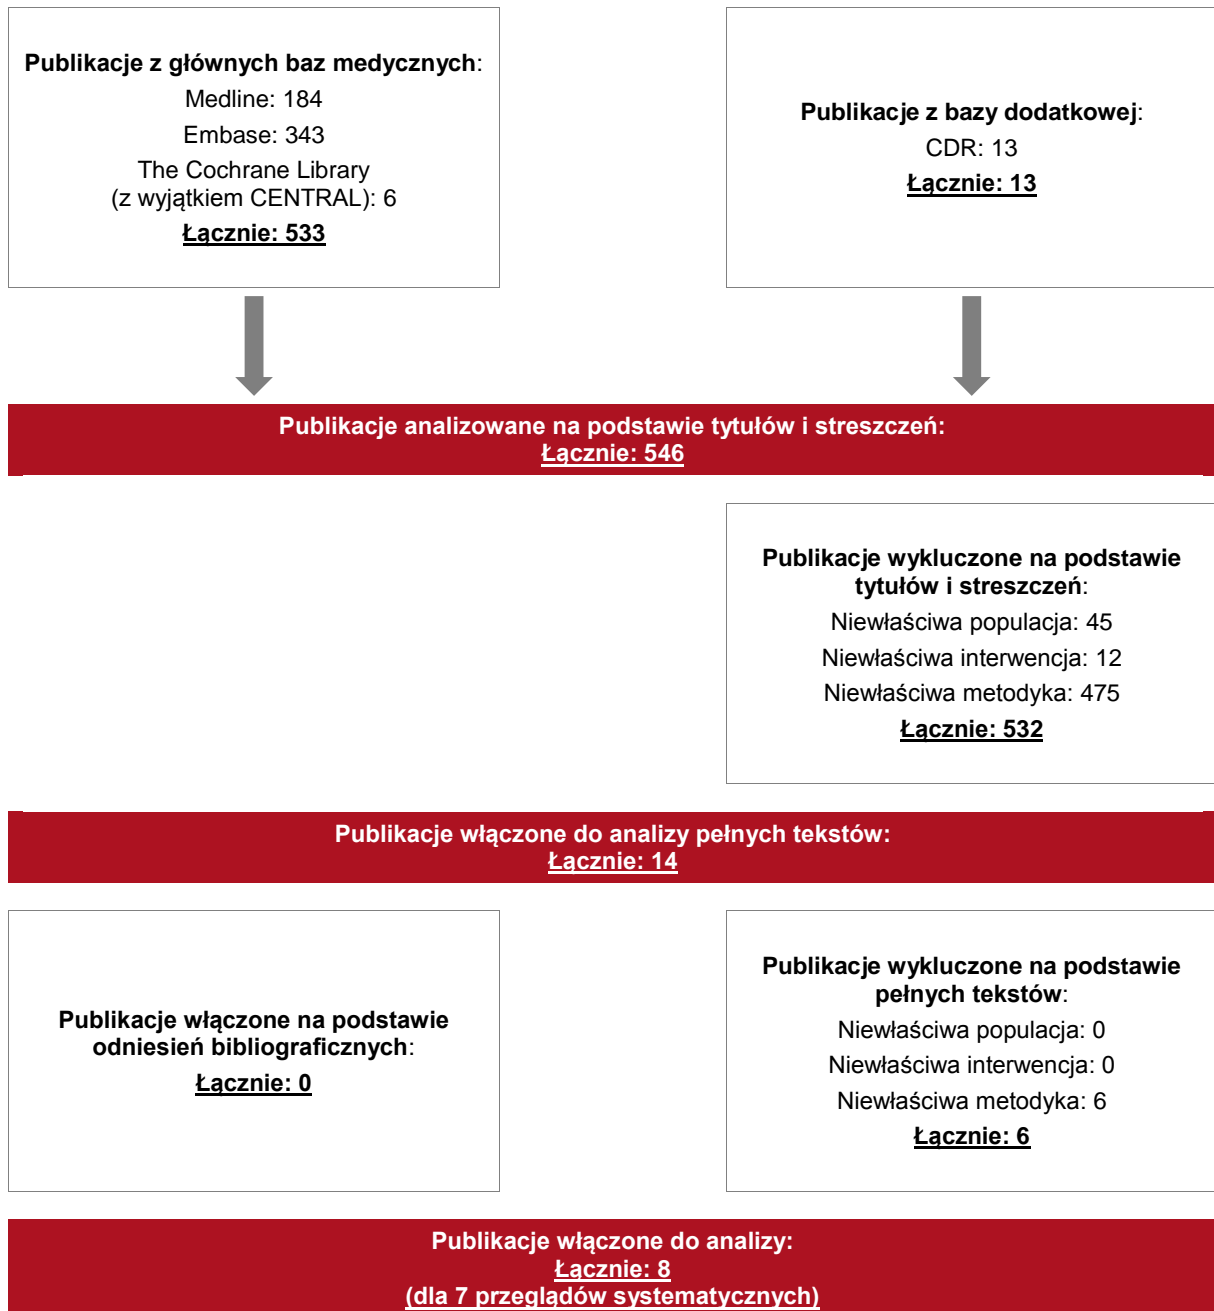 Publikacje z głównych baz medycznych:
Medline: 184
Embase: 343
The Cochrane Library
(z wyjątkiem CENTRAL): 6
Łącznie: 533
Publikacje z bazy dodatkowej:
CDR: 13
Łącznie: 13
Publikacje analizowane na podstawie tytułów i streszczeń:
Łącznie: 546
Publikacje wykluczone na podstawie
tytułów i streszczeń:
Niewłaściwa populacja: 45
Niewłaściwa interwencja: 12
Niewłaściwa metodyka: 475
Łącznie: 532
Publikacje włączone do analizy pełnych tekstów:
Łącznie: 14
Publikacje włączone na podstawie
odniesień bibliograficznych:
Łącznie: 0
Publikacje wykluczone na podstawie
pełnych tekstów:
Niewłaściwa populacja: 0
Niewłaściwa interwencja: 0
Niewłaściwa metodyka: 6
Łącznie: 6
Publikacje włączone do analizy:
Łącznie: 8
(dla 7 przeglądów systematycznych)